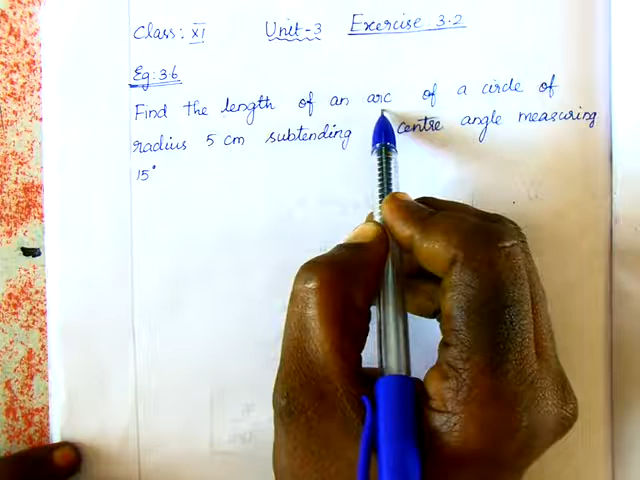 Class: XI Unit-3 Exercise 3.2
Eg: 3.6
Find the length of an arc of a circle of
radius 5 cm subtending centre angle measuring
15°